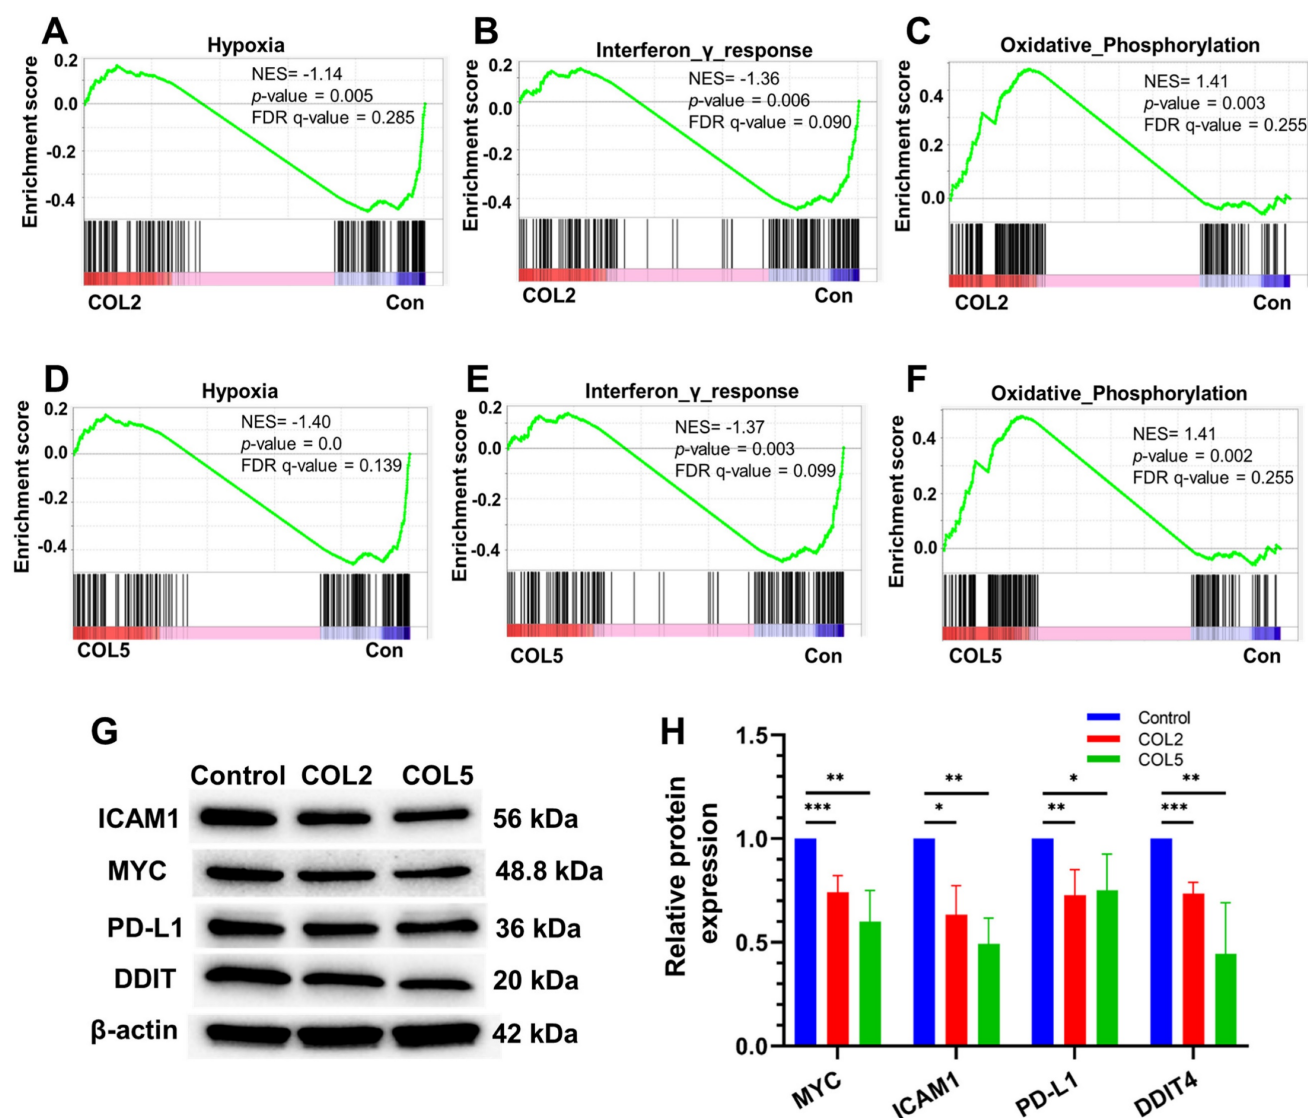 A
Hypoxia
Enrichment score
0.2
0.0
-0.2
-0.4
NES= -1.14
p-value = 0.005
FDR q-value = 0.285
COL2
Con
B
Interferon_γ_response
Enrichment score
0.2
0.0
-0.2
-0.4
NES= -1.36
p-value = 0.006
FDR q-value = 0.090
COL2
Con
C
Oxidative_Phosphorylation
Enrichment score
0.4
0.2
0.0
NES= 1.41
p-value = 0.003
FDR q-value = 0.255
COL2
Con
D
Hypoxia
Enrichment score
0.2
0.0
-0.2
-0.4
NES= -1.40
p-value = 0.0
FDR q-value = 0.139
COL5
Con
E
Interferon_γ_response
Enrichment score
0.2
0.0
-0.2
-0.4
NES= -1.37
p-value = 0.003
FDR q-value = 0.099
COL5
Con
F
Oxidative_Phosphorylation
Enrichment score
0.4
0.2
0.0
NES= 1.41
p-value = 0.002
FDR q-value = 0.255
COL5
Con
G
Control COL2 COL5
ICAM1 56 kDa
MYC 48.8 kDa
PD-L1 36 kDa
DDIT 20 kDa
β-actin 42 kDa
H
Control
COL2
COL5
Relative protein
expression
1.5
1.0
0.5
0.0
** ** * **
*** * ** ***
MYC
ICAM1
PD-L1
DDIT4